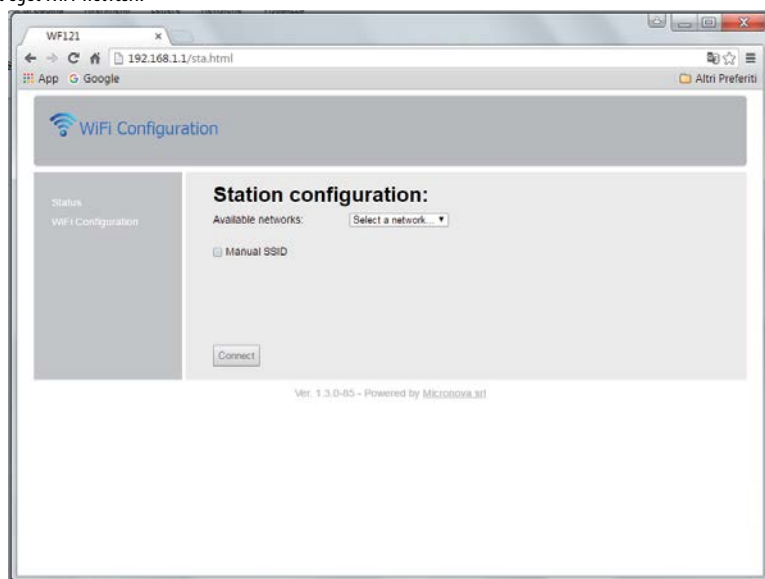 WF121
192.168.1.1/sta.html
App Google Altri Preferiti
WiFi Configuration
Status
WiFi Configuration
Station configuration:
Available networks: Select a network...
Manual SSID
Connect
Ver. 1.3.0-85 - Powered by Micronova srl